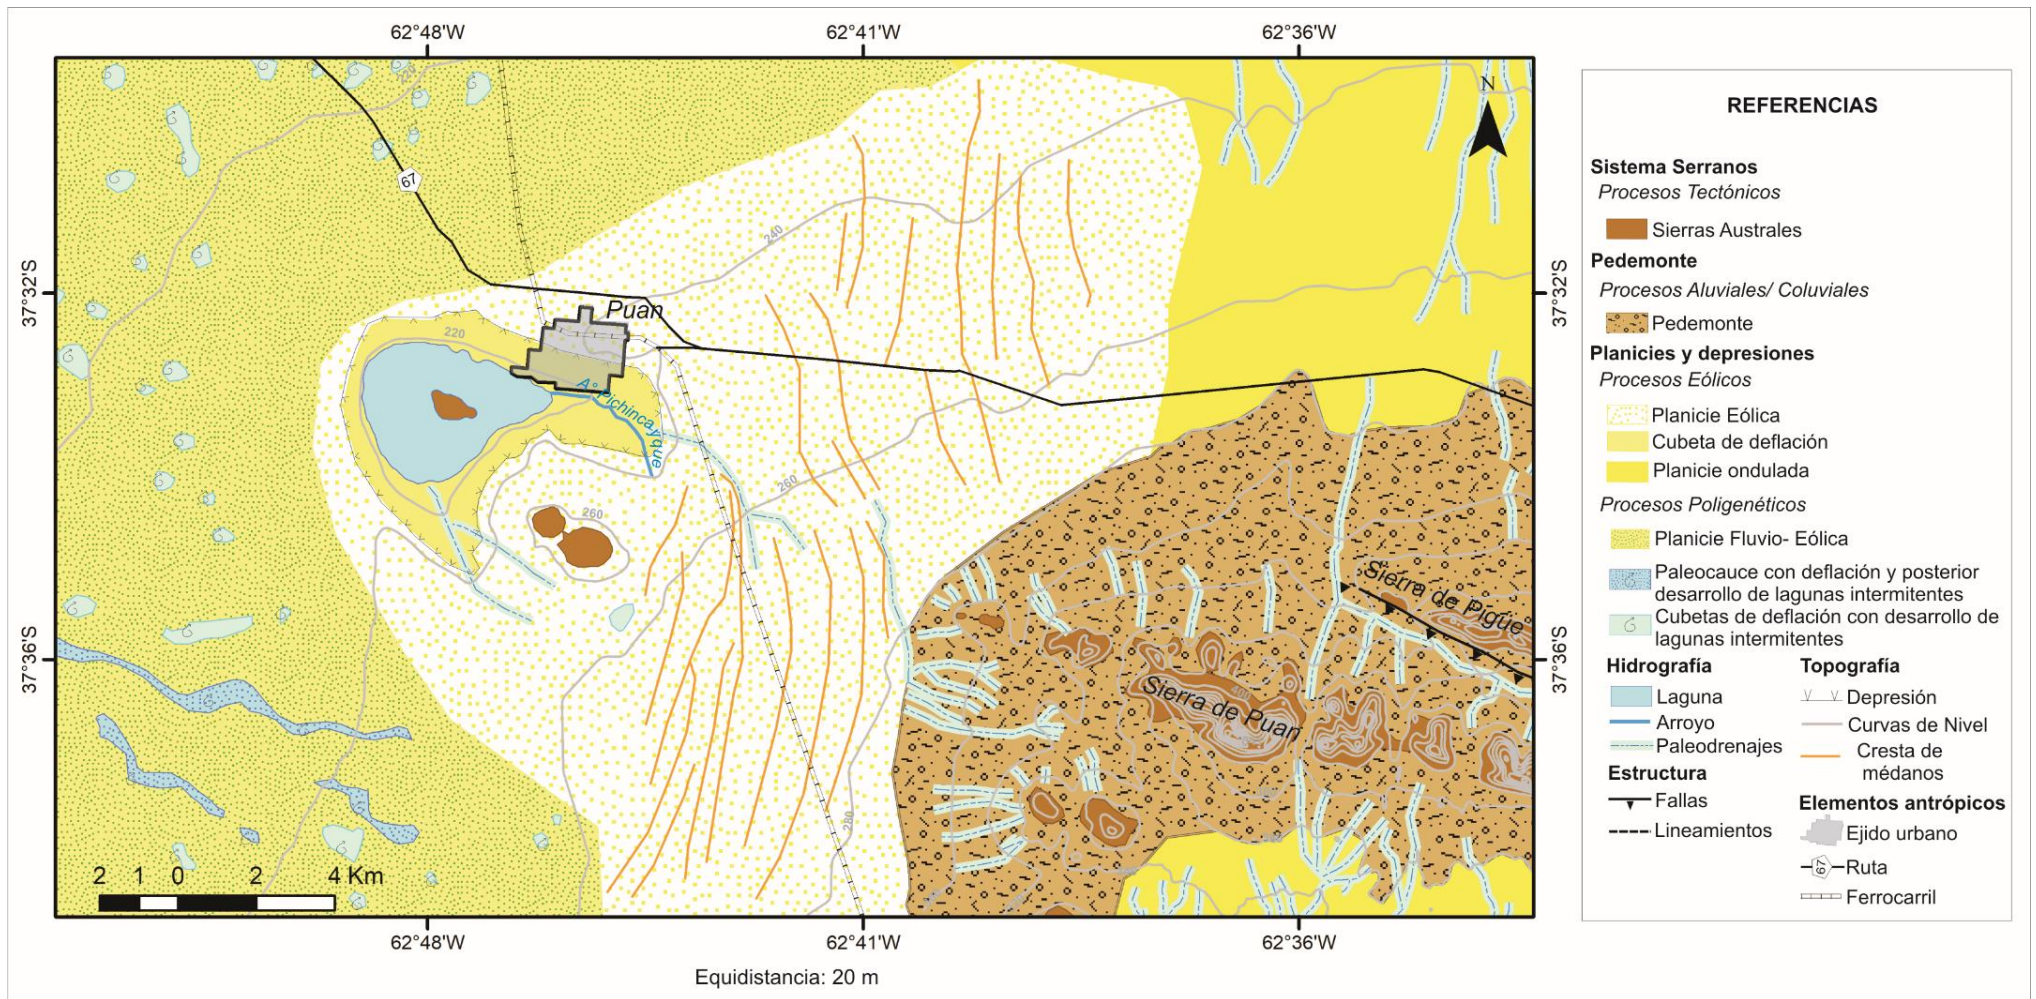 62°48'W
62°41'W
62°36'W
N
67
220
240
37°32'S
37°32'S
Puan
220
A° Pichincayque
260
260
Sierra de Pigüe
37°36'S
37°36'S
400
Sierra de Puan
280
2 1 0 2 4 Km
62°48'W
62°41'W
62°36'W
Equidistancia: 20 m
REFERENCIAS
Sistema Serranos
Procesos Tectónicos
Sierras Australes
Pedemonte
Procesos Aluviales/ Coluviales
Pedemonte
Planicies y depresiones
Procesos Eólicos
Planicie Eólica
Cubeta de deflación
Planicie ondulada
Procesos Poligenéticos
Planicie Fluvio- Eólica
Paleocauce con deflación y posterior
desarrollo de lagunas intermitentes
Cubetas de deflación con desarrollo de
lagunas intermitentes
Hidrografía
Laguna
Arroyo
Paleodrenajes
Estructura
Fallas
Lineamientos
Topografía
Depresión
Curvas de Nivel
Cresta de
médanos
Elementos antrópicos
Ejido urbano
67
Ruta
Ferrocarril